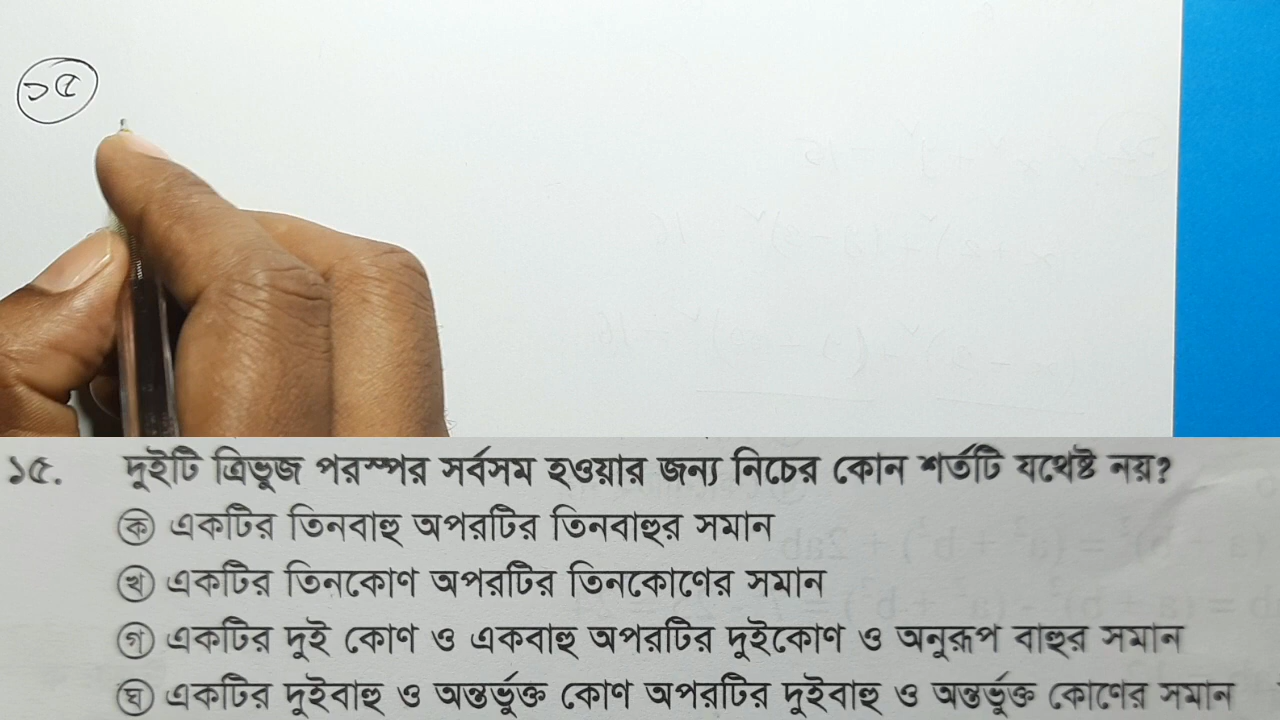 ১৫
১৫. দুইটি ত্রিভুজ পরস্পর সর্বসম হওয়ার জন্য নিচের কোন শর্তটি যথেষ্ট নয়?
ক একটির তিনবাহু অপরটির তিনবাহুর সমান
খ একটির তিনকোণ অপরটির তিনকোণের সমান
গ একটির দুই কোণ ও একবাহু অপরটির দুইকোণ ও অনুরূপ বাহুর সমান
ঘ একটির দুইবাহু ও অন্তর্ভুক্ত কোণ অপরটির দুইবাহু ও অন্তর্ভুক্ত কোণের সমান